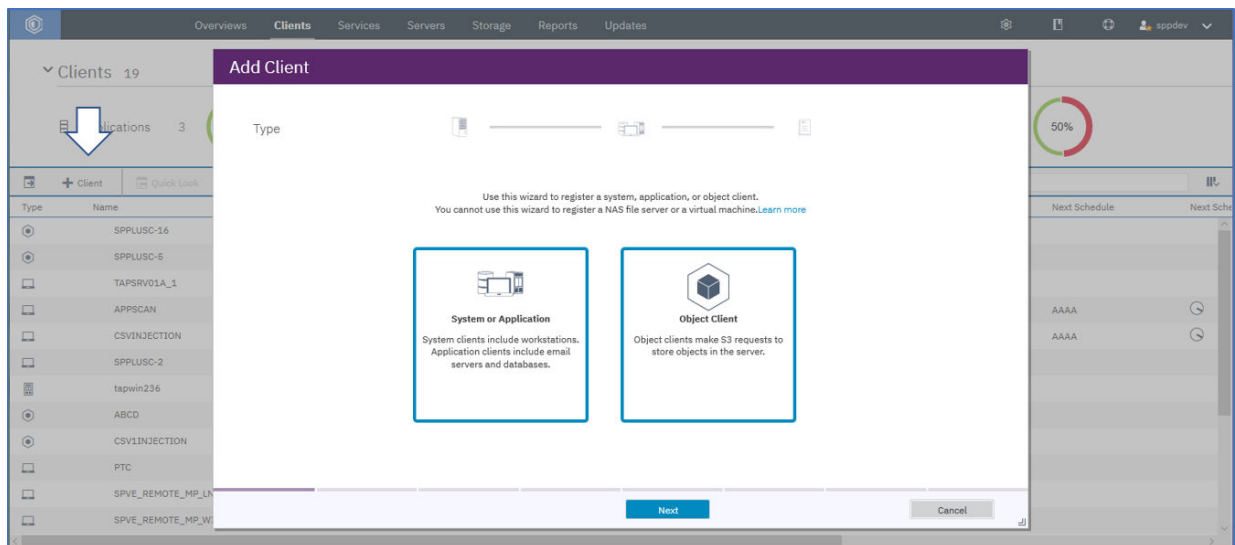 Overviews Clients Services Servers Storage Reports Updates sppdev
Clients 19
Add Client
3
50%
Type
Use this wizard to register a system, application, or object client.
You cannot use this wizard to register a NAS file server or a virtual machine.Learn more
System or Application
System clients include workstations.
Application clients include email
servers and databases.
Object Client
Object clients make S3 requests to
store objects in the server.
Next
Cancel
Client Quick Look
Type Name Next Schedule Next Sche
SPPLUSC-16
SPPLUSC-5
TAPSRV01A_1
APPSCAN AAAA
CSVINJECTION AAAA
SPPLUSC-2
tapwin236
ABCD
CSV1INJECTION
PTC
SPVE_REMOTE_MP_LN
SPVE_REMOTE_MP_W